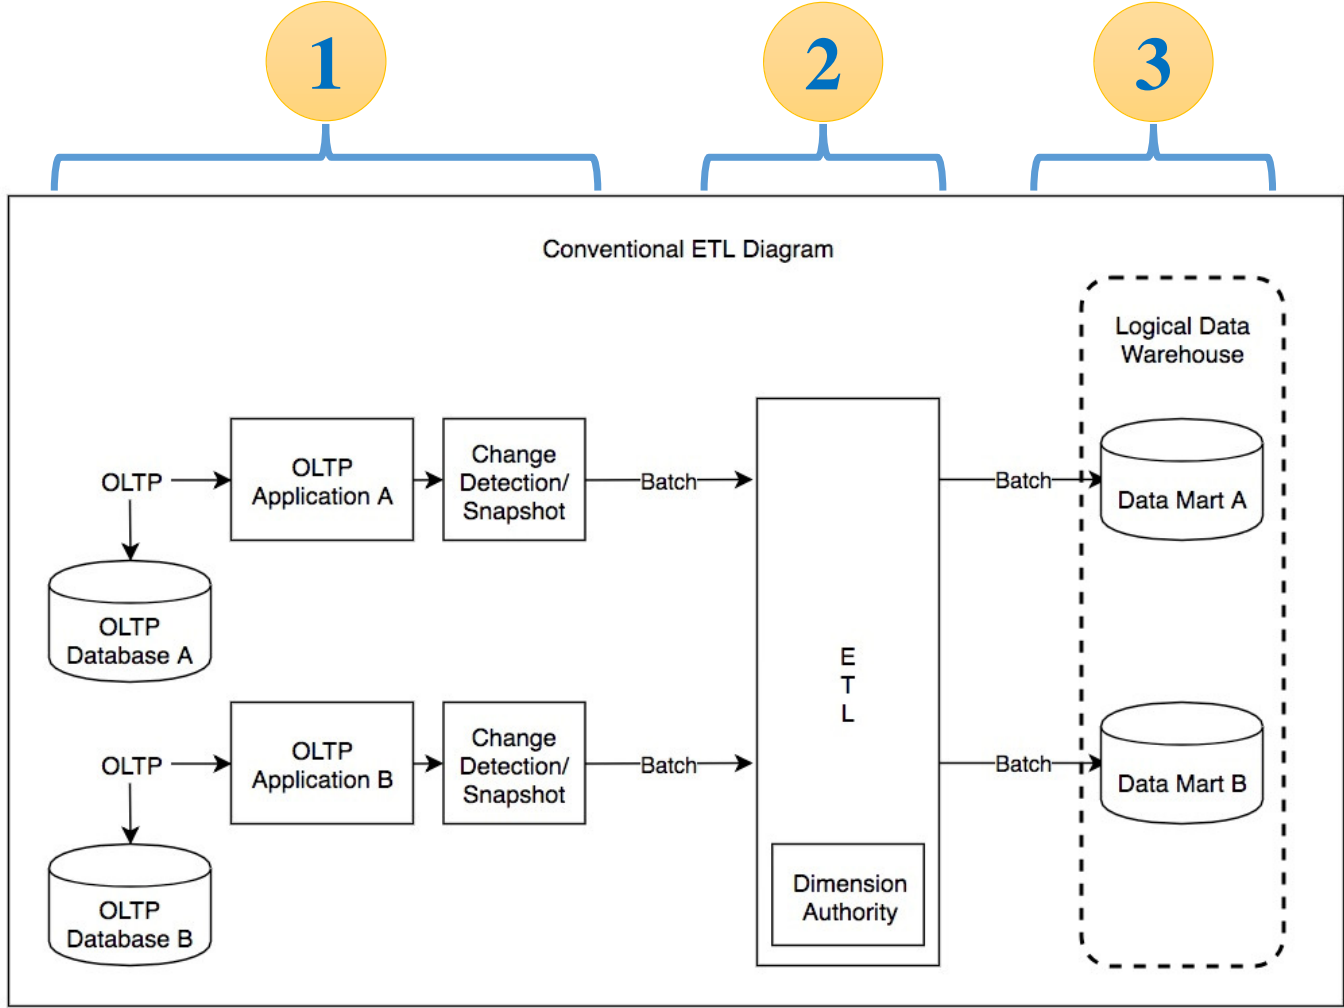 1
2
3
Conventional ETL Diagram
Logical Data
Warehouse
OLTP
OLTP
Application A
Change
Detection/
Snapshot
Batch
Batch
Data Mart A
OLTP
Database A
E
T
L
OLTP
OLTP
Application B
Change
Detection/
Snapshot
Batch
Batch
Data Mart B
Dimension
Authority
OLTP
Database B